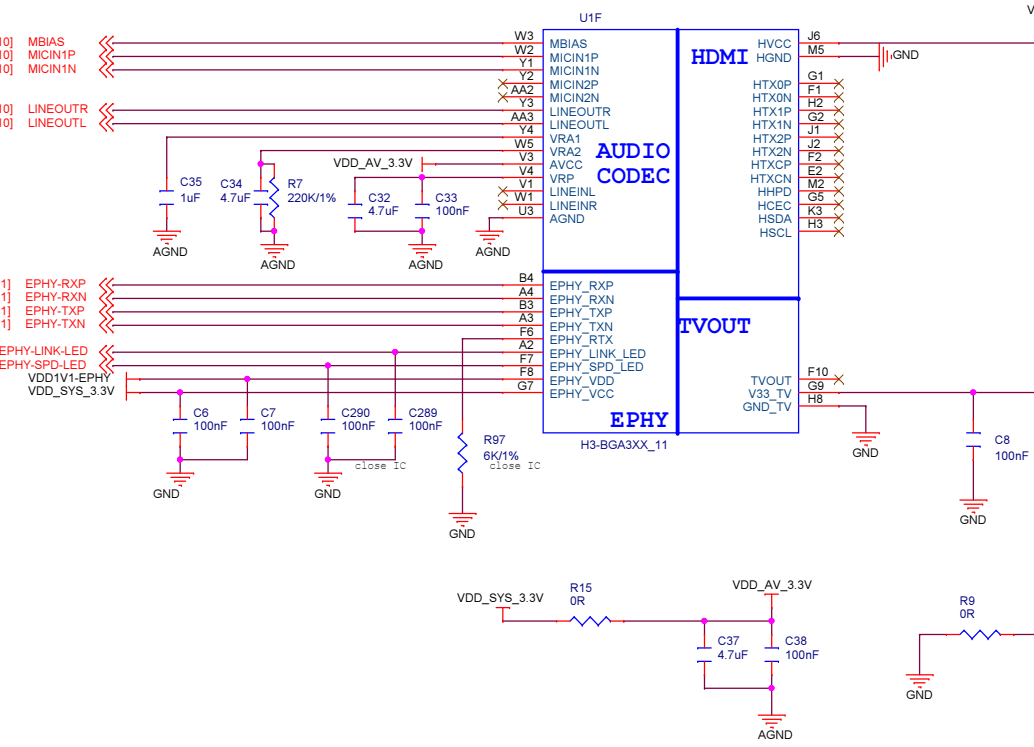 V
U1F
0] MBIAS
0] MICIN1P
0] MICIN1N
0] LINEOUTR
0] LINEOUTL
W3 MBIAS
W2 MICIN1P
Y1 MICIN1N
Y2 MICIN2P
AA2 MICIN2N
Y3 LINEOUTR
AA3 LINEOUTL
Y4 VRA1
W5 VRA2
V3 AVCC
V4 VRP
V1 LINEINL
W1 LINEINR
U3 AGND
AUDIO
CODEC
HDMI
HVCC J6
HGND M5
GND
HTX0P G1
HTX0N F1
HTX1P H2
HTX1N G2
HTX2P J1
HTX2N J2
HTXCP F2
HTXCN E2
HHPD M2
HCEC G5
HSDA K3
HSCL H3
VDD_AV_3.3V
C35
1uF
C34
4.7uF
R7
220K/1%
C32
4.7uF
C33
100nF
AGND
AGND
AGND
AGND
1] EPHY-RXP
1] EPHY-RXN
1] EPHY-TXP
1] EPHY-TXN
EPHY-LINK-LED
EPHY-SPD-LED
VDD1V1-EPHY
VDD_SYS_3.3V
B4 EPHY_RXP
A4 EPHY_RXN
B3 EPHY_TXP
A3 EPHY_TXN
F6 EPHY_RTX
A2 EPHY_LINK_LED
F7 EPHY_SPD_LED
F8 EPHY_VDD
G7 EPHY_VCC
EPHY
TVOUT
TVOUT F10
V33_TV G9
GND_TV H8
H3-BGA3XX_11
C6
100nF
C7
100nF
C290
100nF
C289
100nF
close IC
R97
6K/1%
close IC
GND
GND
GND
GND
C8
100nF
GND
VDD_SYS_3.3V
R15
0R
VDD_AV_3.3V
C37
4.7uF
C38
100nF
AGND
R9
0R
GND